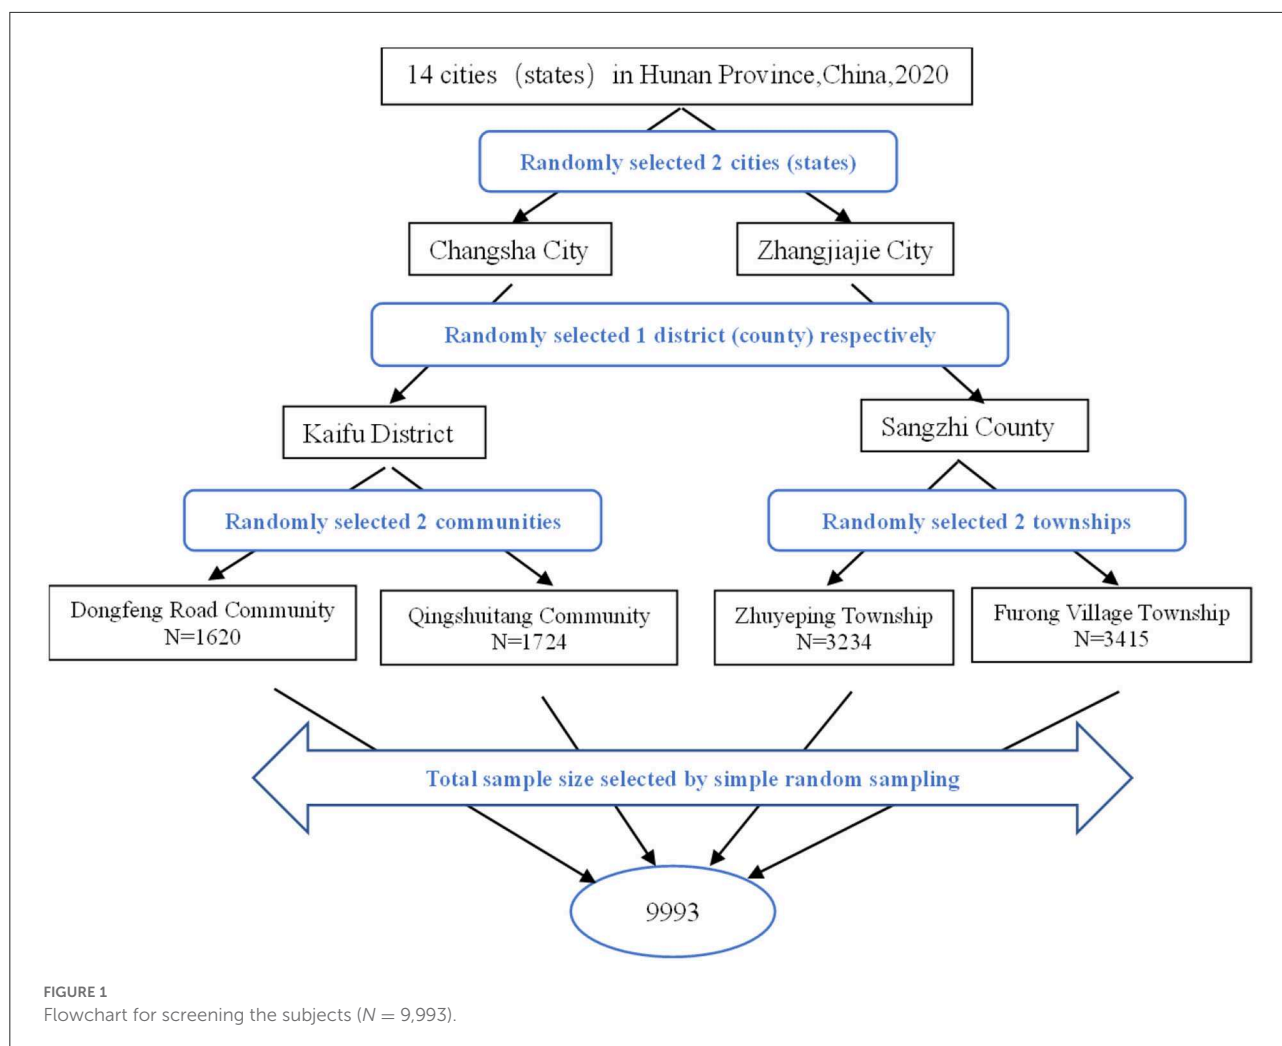 14 cities（states）in Hunan Province,China,2020
Randomly selected 2 cities (states)
Changsha City
Zhangjiajie City
Randomly selected 1 district (county) respectively
Kaifu District
Sangzhi County
Randomly selected 2 communities
Randomly selected 2 townships
Dongfeng Road Community
N=1620
Qingshuitang Community
N=1724
Zhuyeping Township
N=3234
Furong Village Township
N=3415
Total sample size selected by simple random sampling
9993
FIGURE 1
Flowchart for screening the subjects (N = 9,993).